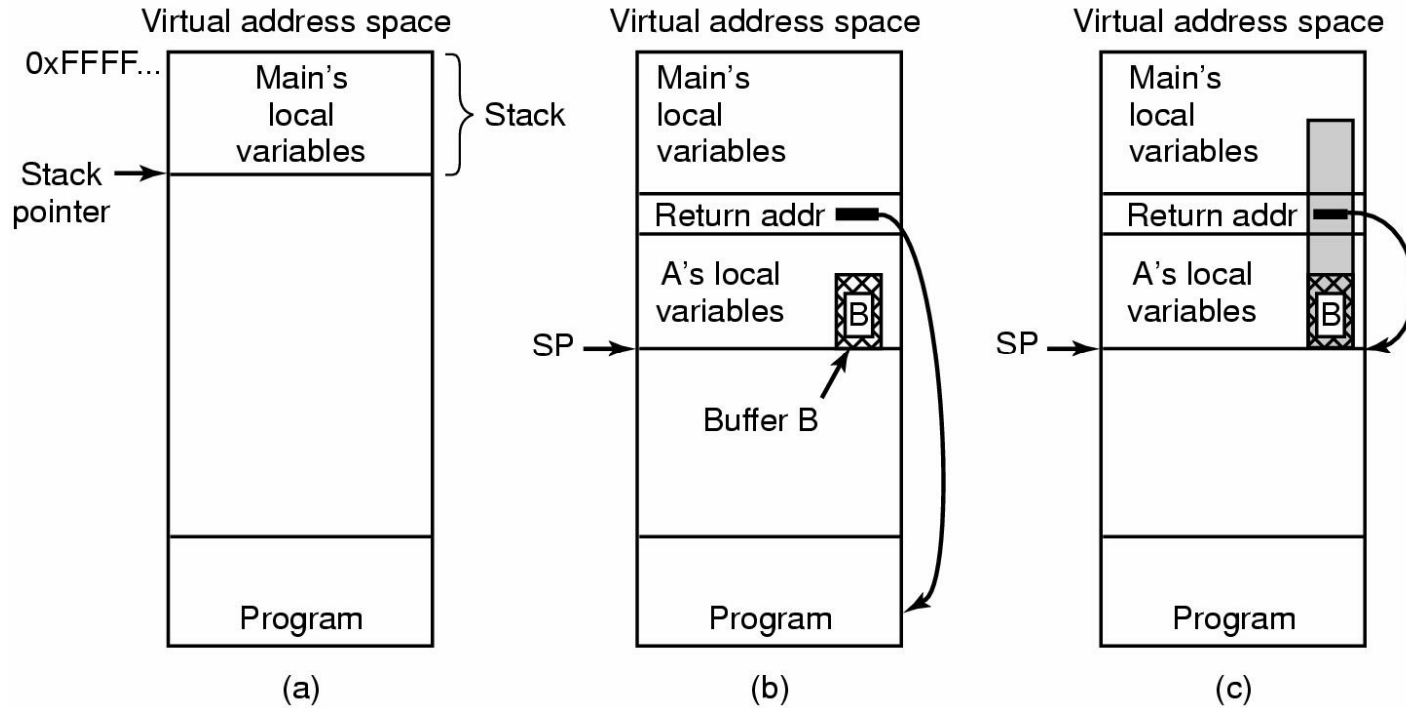 Virtual address space
0xFFFF...
Main's
local
variables
Stack
Stack
pointer
Program
(a)
Virtual address space
Main's
local
variables
Return addr
A's local
variables
B
SP
Buffer B
Program
(b)
Virtual address space
Main's
local
variables
Return addr
A's local
variables
B
SP
Program
(c)